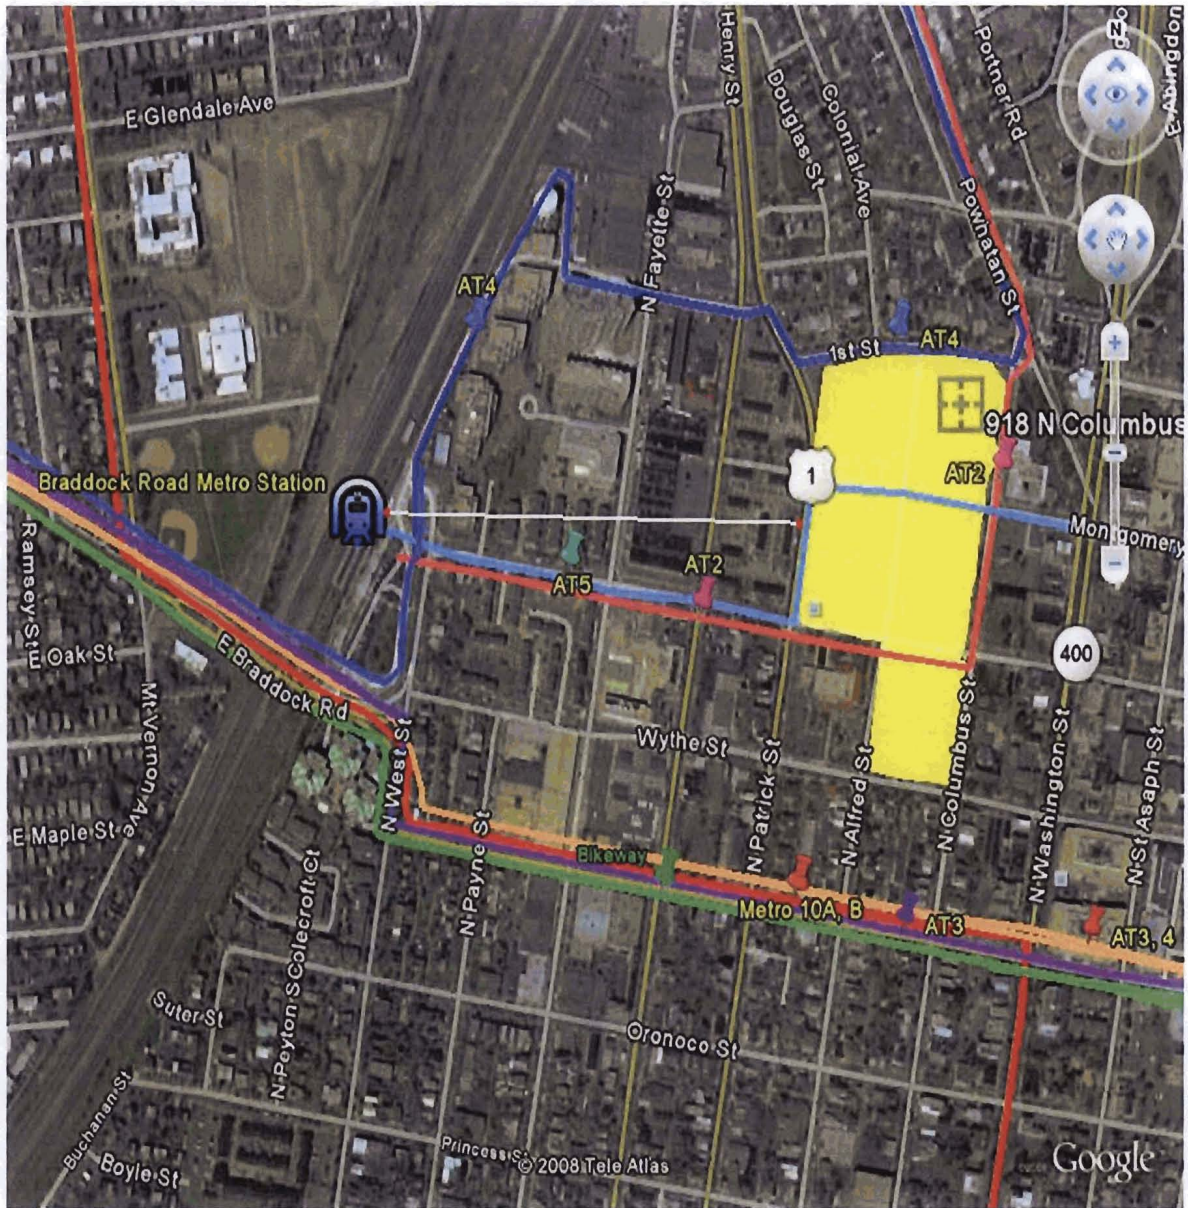 E Glendale Ave
Henry St
Douglas St
Colonial Ave
Portner Rd
N
E Abingdon
Powhatan St
N Fayette St
AT4
1st St
AT4
918 N Columbus
Braddock Road Metro Station
1
AT2
Montgomery
AT5
AT2
Ramsey St
E Oak St
E Braddock Rd
400
Mt Vernon Ave
N West St
Wythe St
N Patrick St
N Alfred St
N Columbus St
N Washington St
N St Asaph St
E Maple St
N Payne St
Bikeway
Metro 10A, B
AT3
AT3, 4
N Peyton S
Colecroft Ct
Suter St
Oronoco St
Buchanan St
Boyle St
Princess St
© 2008 Tele Atlas
Google